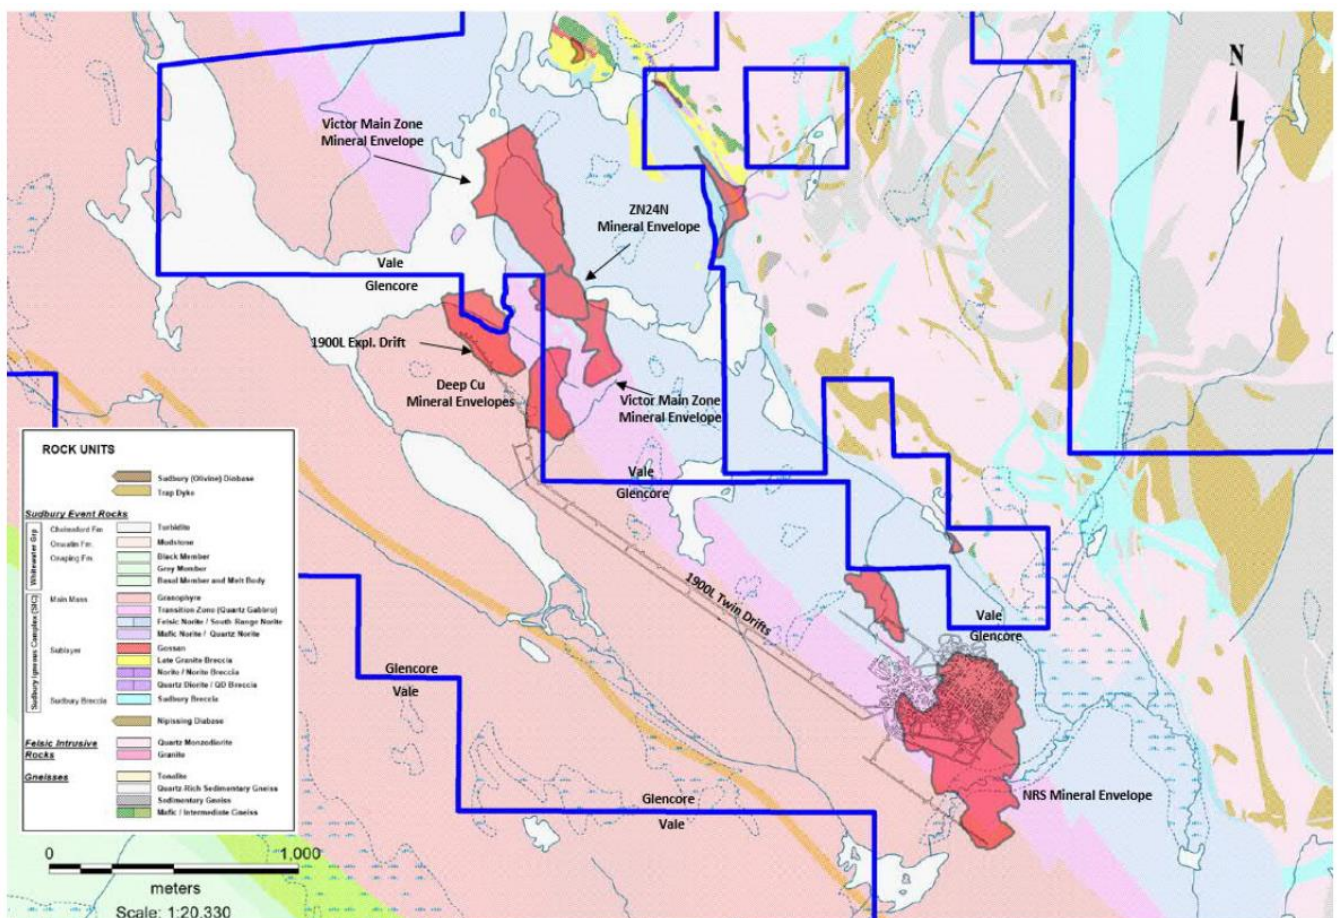 N
Victor Main Zone
Mineral Envelope
ZN24N
Mineral Envelope
Vale
Glencore
1900L Expl. Drift
Deep Cu
Mineral Envelopes
Victor Main Zone
Mineral Envelope
Vale
Glencore
1900L Twin Drifts
Vale
Glencore
Glencore
Vale
NRS Mineral Envelope
Glencore
Vale
ROCK UNITS
Sudbury (Olivine) Diabase
Trap Dyke
Sudbury Event Rocks
Whitewater Grp
Chelmsford Fm
Turbidite
Onwatin Fm.
Mudstone
Onaping Fm.
Black Member
Grey Member
Basal Member and Melt Body
Sudbury Igneous Complex (SIC)
Main Mass
Granophyre
Transition Zone (Quartz Gabbro)
Felsic Norite / South Range Norite
Mafic Norite / Quartz Norite
Sublayer
Gossan
Late Granite Breccia
Norite / Norite Breccia
Quartz Diorite / QD Breccia
Sudbury Breccia
Sudbury Breccia
Nipissing Diabase
Felsic Intrusive
Rocks
Quartz Monzodiorite
Granite
Gneisses
Tonalite
Quartz Rich Sedimentary Gneiss
Sedimentary Gneiss
Mafic / Intermediate Gneiss
0 1,000
meters
Scale: 1:20,330